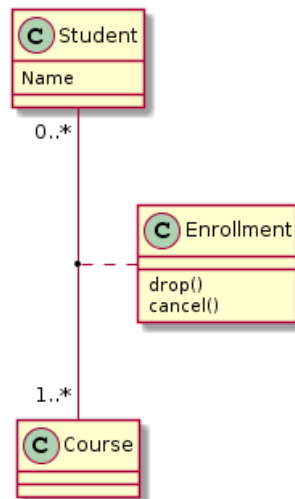 C Student
Name
0..*
C Enrollment
drop()
cancel()
1..*
C Course